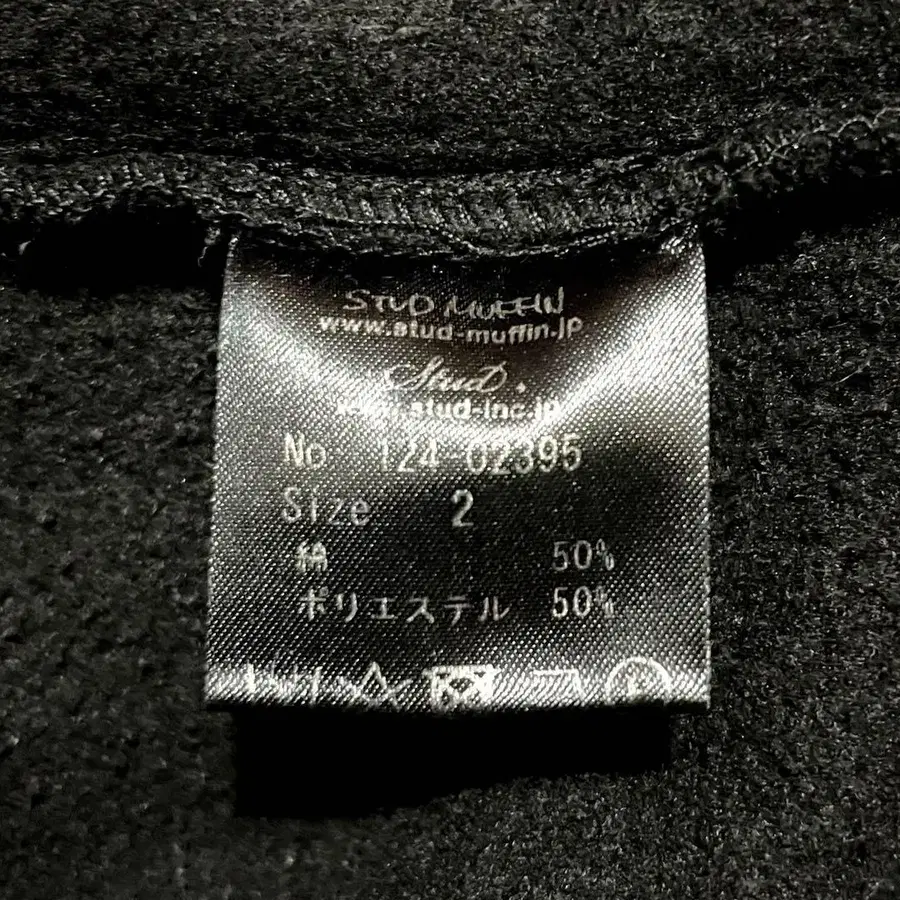 STUD MUFFIN
www.stud-muffin.jp
Stud.
www.stud-inc.jp
No 124-02395
Size 2
綿 50%
ポリエステル 50%